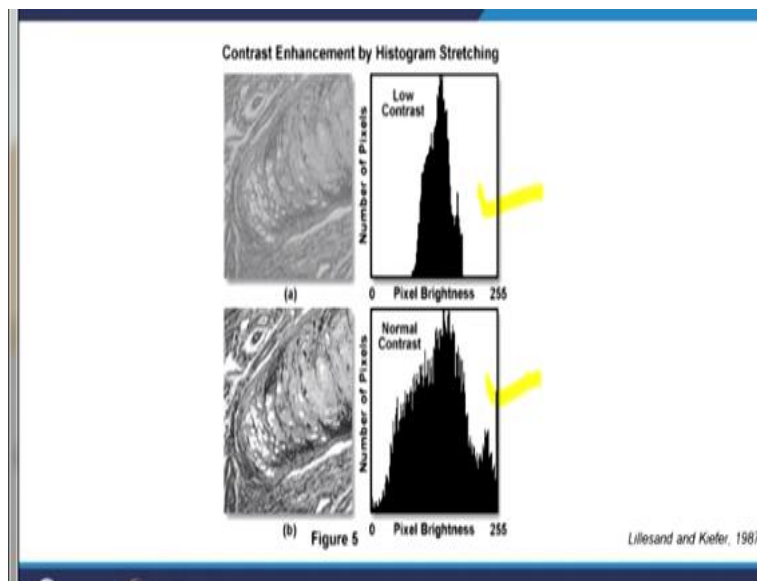 Contrast Enhancement by Histogram Stretching
Number of Pixels
Low
Contrast
(a)
0 Pixel Brightness 255
Number of Pixels
Normal
Contrast
(b)
Figure 5
0 Pixel Brightness 255
Lillesand and Kiefer, 1987